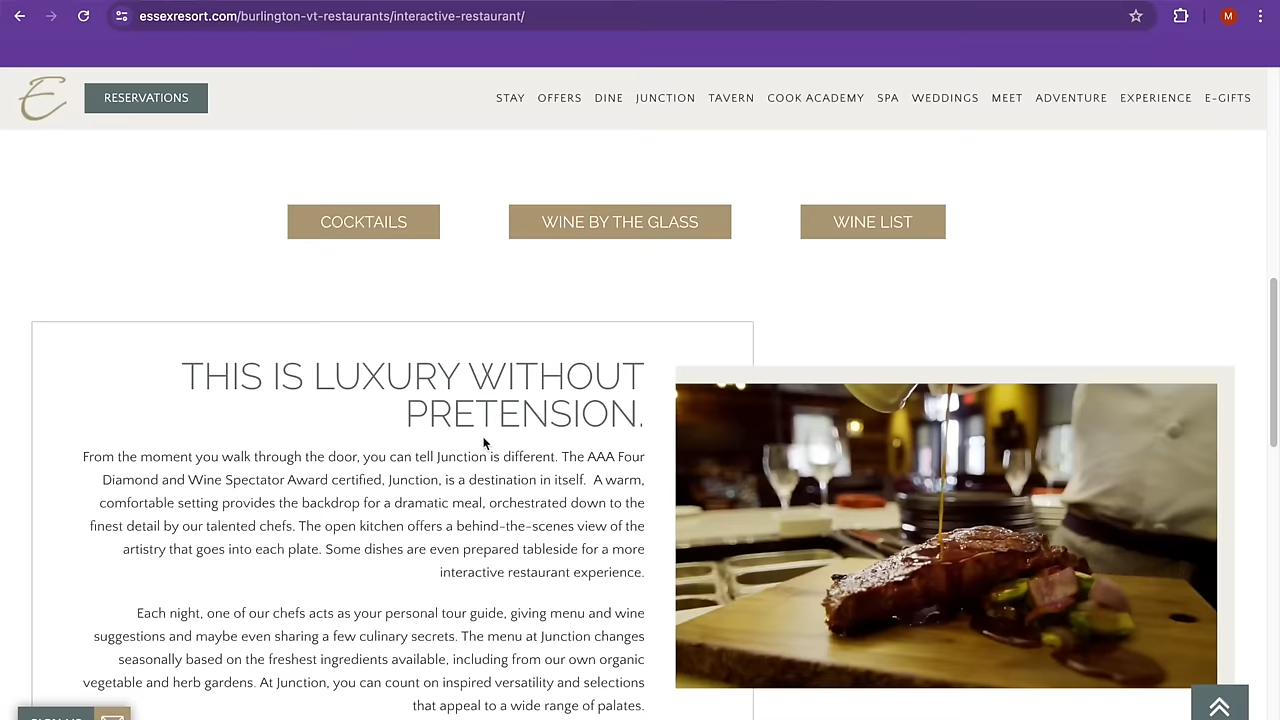 essexresort.com/burlington-vt-restaurants/interactive-restaurant/
M
E
RESERVATIONS
STAY OFFERS DINE JUNCTION TAVERN COOK ACADEMY SPA WEDDINGS MEET ADVENTURE EXPERIENCE E-GIFTS
COCKTAILS
WINE BY THE GLASS
WINE LIST
THIS IS LUXURY WITHOUT
PRETENSION.
From the moment you walk through the door, you can tell Junction is different. The AAA Four
Diamond and Wine Spectator Award certified, Junction, is a destination in itself. A warm,
comfortable setting provides the backdrop for a dramatic meal, orchestrated down to the
finest detail by our talented chefs. The open kitchen offers a behind-the-scenes view of the
artistry that goes into each plate. Some dishes are even prepared tableside for a more
interactive restaurant experience.
Each night, one of our chefs acts as your personal tour guide, giving menu and wine
suggestions and maybe even sharing a few culinary secrets. The menu at Junction changes
seasonally based on the freshest ingredients available, including from our own organic
vegetable and herb gardens. At Junction, you can count on inspired versatility and selections
that appeal to a wide range of palates.